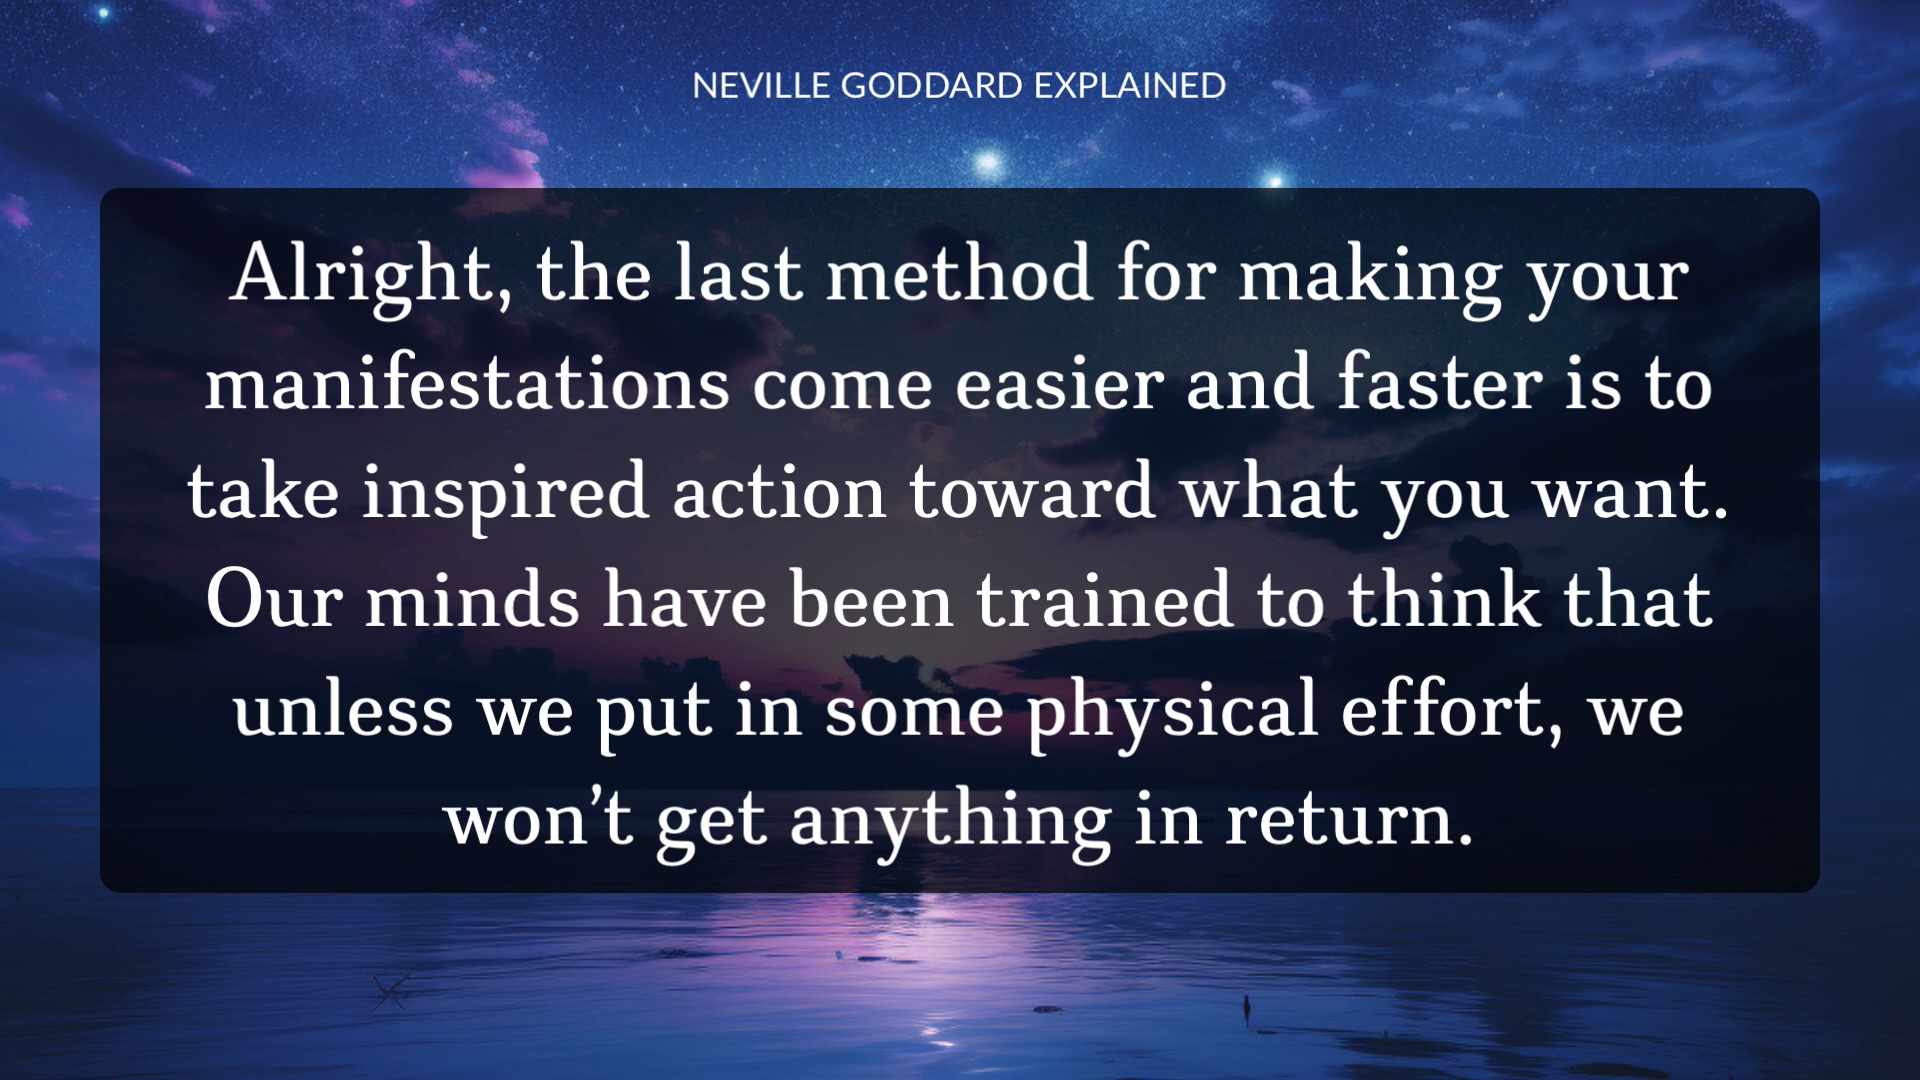 NEVILLE GODDARD EXPLAINED
Alright, the last method for making your
manifestations come easier and faster is to
take inspired action toward what you want.
Our minds have been trained to think that
unless we put in some physical effort, we
won’t get anything in return.